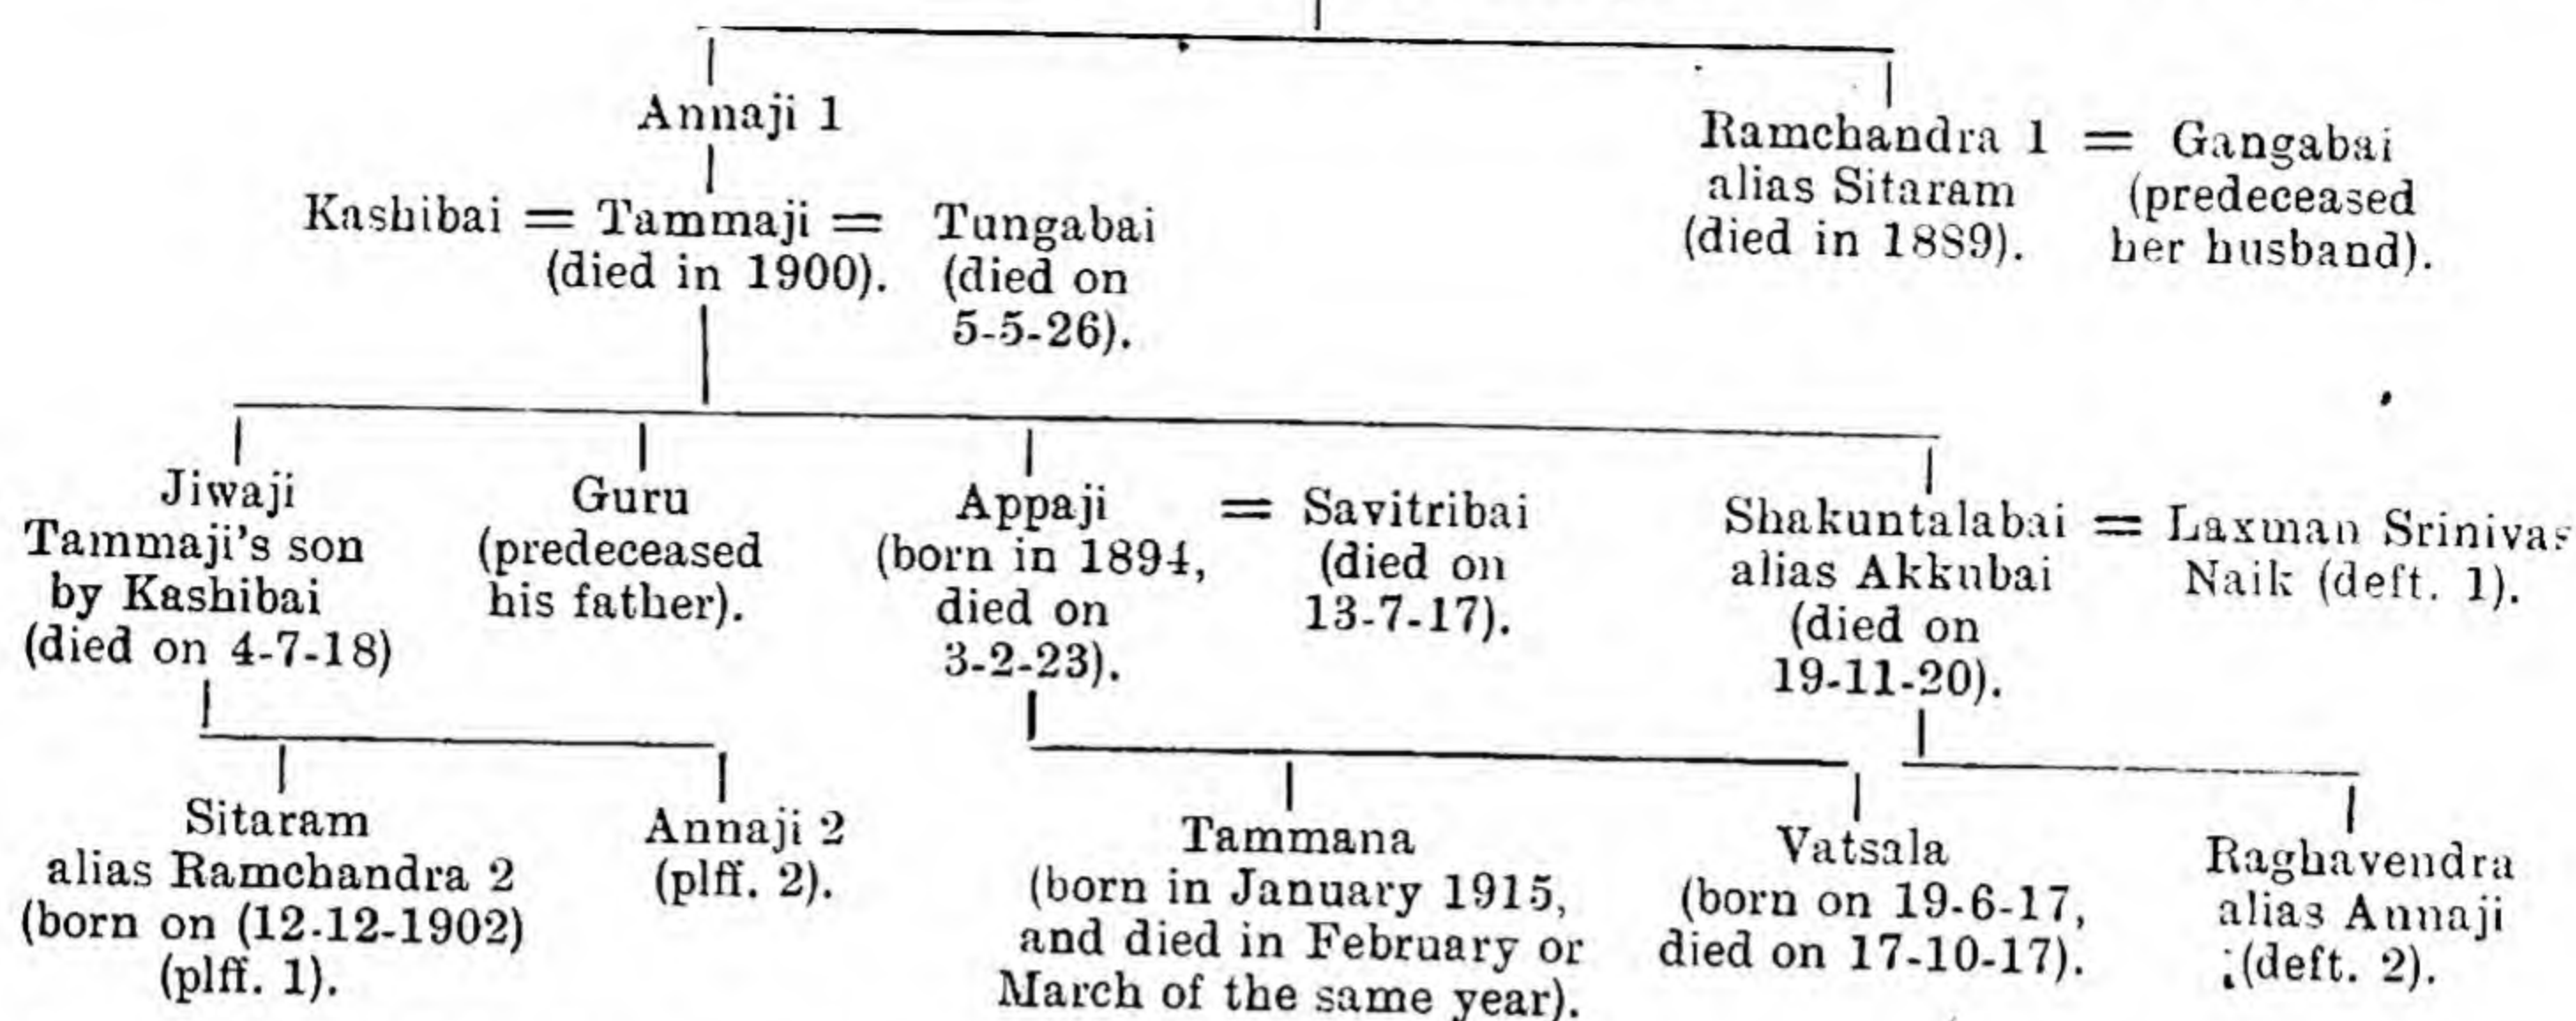 Annaji 1
Ramchandra 1 = Gangabai
alias Sitaram (predeceased
(died in 1889). her husband).
Kashibai = Tammaji = Tungabai
(died in 1900). (died on
5-5-26).
Jiwaji
Tammaji's son
by Kashibai
(died on 4-7-18)
Guru
(predeceased
his father).
Appaji = Savitribai
(born in 1894, (died on
died on 13-7-17).
3-2-23).
Shakuntalabai = Laxman Srinivas
alias Akkubai Naik (deft. 1).
(died on
19-11-20).
Sitaram
alias Ramchandra 2
(born on (12-12-1902)
(plff. 1).
Annaji 2
(plff. 2).
Tammana
(born in January 1915,
and died in February or
March of the same year).
Vatsala
(born on 19-6-17,
died on 17-10-17).
Raghavendra
alias Annaji
(deft. 2).